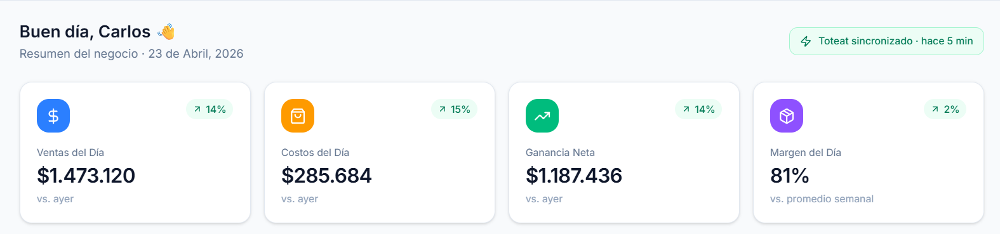 Buen día, Carlos 👋
Resumen del negocio · 23 de Abril, 2026
Toteat sincronizado · hace 5 min
14%
Ventas del Día
$1.473.120
vs. ayer
15%
Costos del Día
$285.684
vs. ayer
14%
Ganancia Neta
$1.187.436
vs. ayer
2%
Margen del Día
81%
vs. promedio semanal